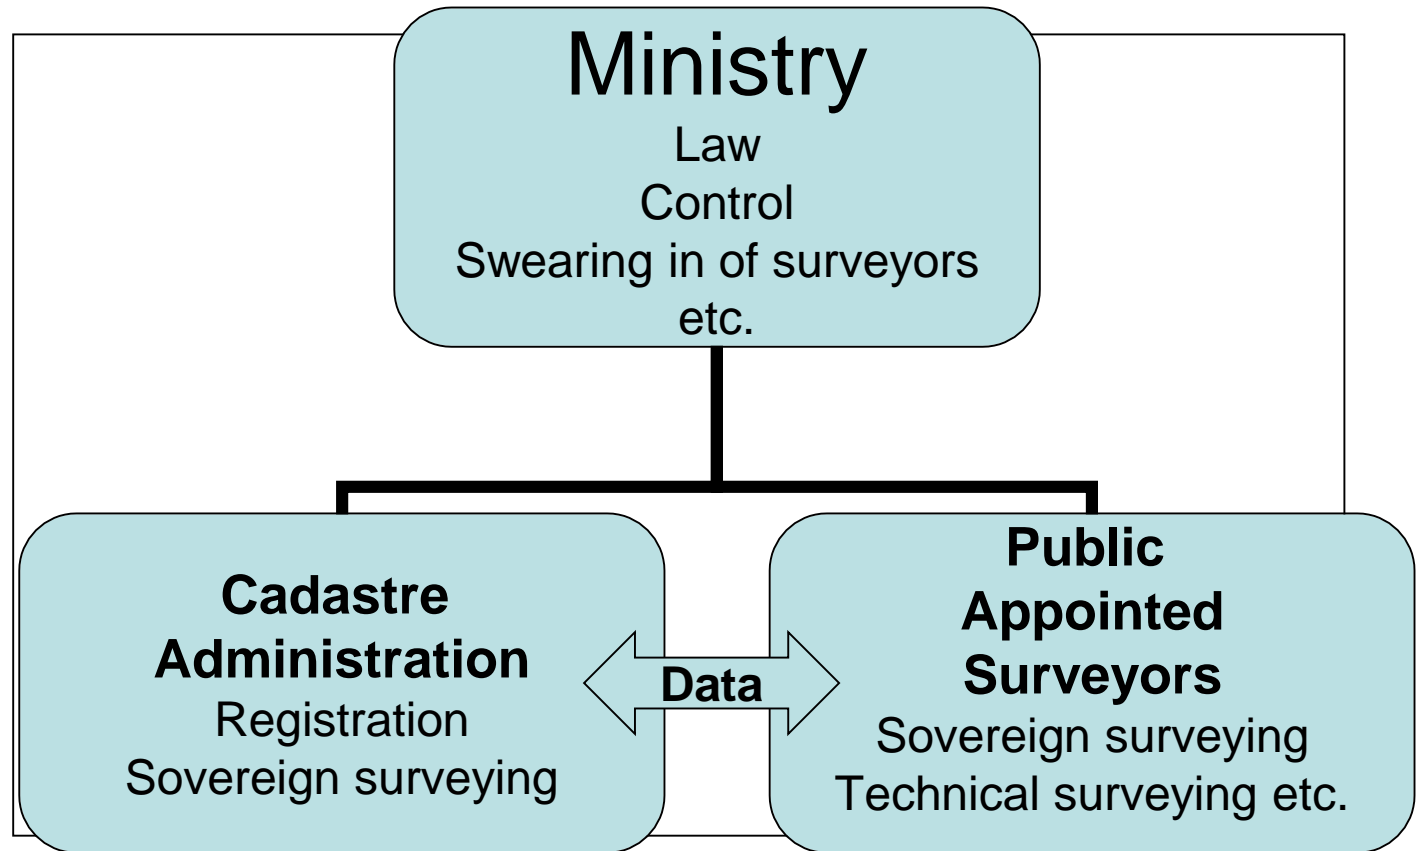 Ministry
Law
Control
Swearing in of surveyors
etc.
Cadastre
Administration
Registration
Sovereign surveying
Data
Public
Appointed
Surveyors
Sovereign surveying
Technical surveying etc.